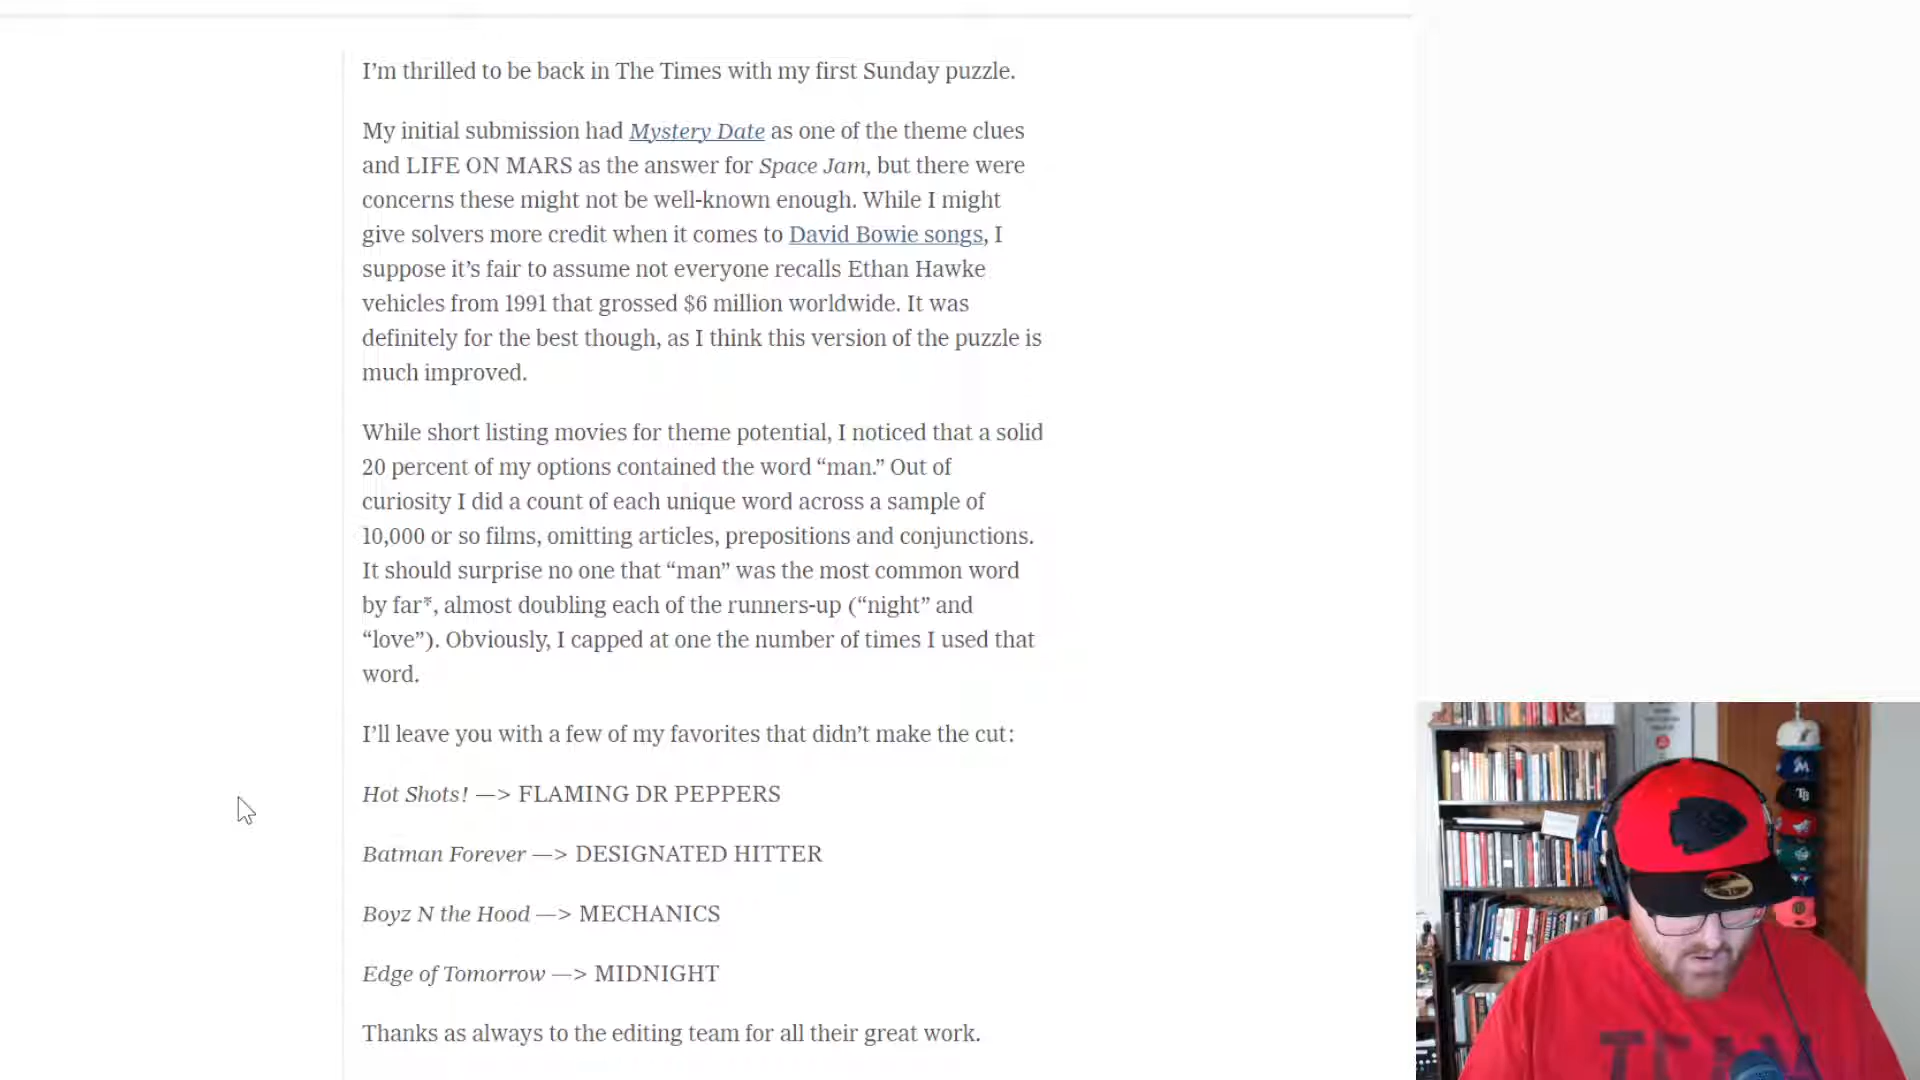 I’m thrilled to be back in The Times with my first Sunday puzzle.
My initial submission had Mystery Date as one of the theme clues
and LIFE ON MARS as the answer for Space Jam, but there were
concerns these might not be well-known enough. While I might
give solvers more credit when it comes to David Bowie songs, I
suppose it’s fair to assume not everyone recalls Ethan Hawke
vehicles from 1991 that grossed $6 million worldwide. It was
definitely for the best though, as I think this version of the puzzle is
much improved.
While short listing movies for theme potential, I noticed that a solid
20 percent of my options contained the word “man.” Out of
curiosity I did a count of each unique word across a sample of
10,000 or so films, omitting articles, prepositions and conjunctions.
It should surprise no one that “man” was the most common word
by far*, almost doubling each of the runners-up (“night” and
“love”). Obviously, I capped at one the number of times I used that
word.
I’ll leave you with a few of my favorites that didn’t make the cut:
Hot Shots! —> FLAMING DR PEPPERS
Batman Forever —> DESIGNATED HITTER
Boyz N the Hood —> MECHANICS
Edge of Tomorrow —> MIDNIGHT
Thanks as always to the editing team for all their great work.
TB